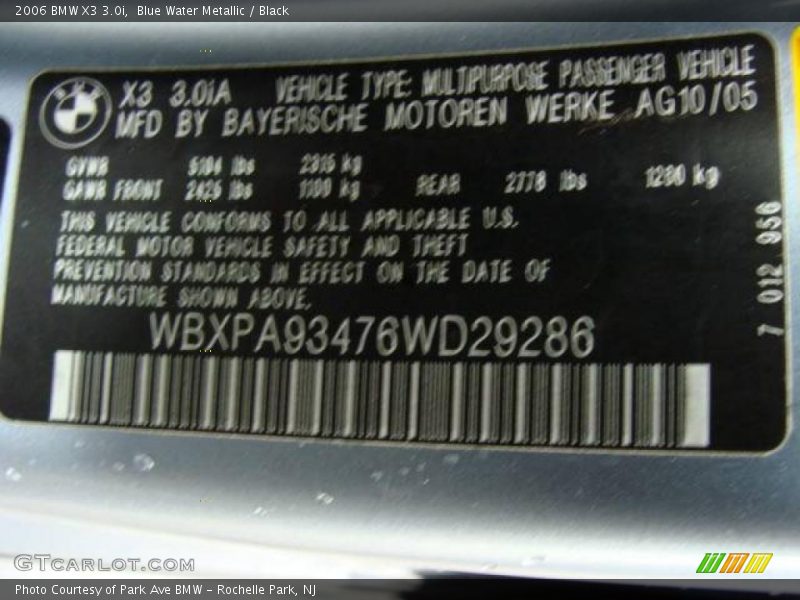 2006 BMW X3 3.0i, Blue Water Metallic / Black
BMW
X3 3.0iA VEHICLE TYPE: MULTIPURPOSE PASSENGER VEHICLE
MFD BY BAYERISCHE MOTOREN WERKE AG10/05
GVWR 5104 lbs 2315 kg
GAWR FRONT 2425 lbs 1100 kg REAR 2778 lbs 1260 kg
THIS VEHICLE CONFORMS TO ALL APPLICABLE U.S.
FEDERAL MOTOR VEHICLE SAFETY AND THEFT
PREVENTION STANDARDS IN EFFECT ON THE DATE OF
MANUFACTURE SHOWN ABOVE.
WBXPA93476WD29286
7 012 956
GTCARLOT.COM
Photo Courtesy of Park Ave BMW - Rochelle Park, NJ